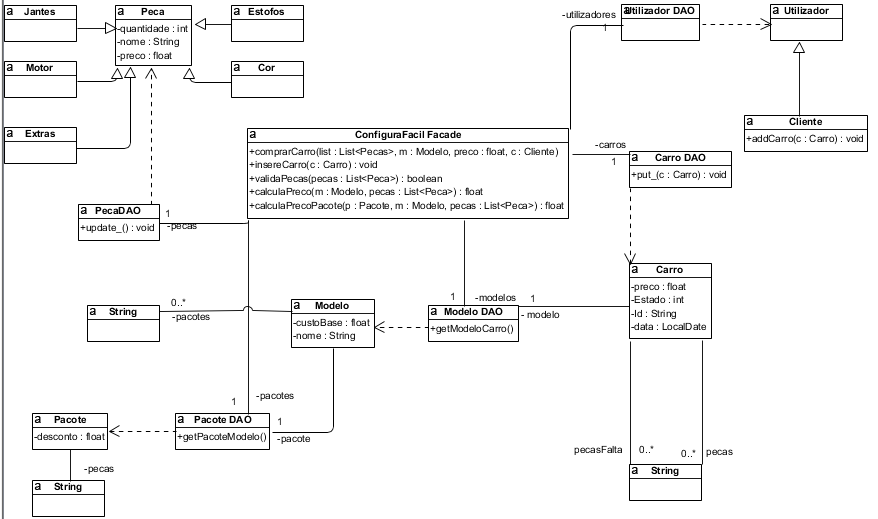 a Jantes
a Peca
-quantidade : int
-nome : String
-preco : float
a Estofos
-utilizadores
1
a Utilizador DAO
a Utilizador
a Motor
a Cor
a Extras
a Cliente
+addCarro(c : Carro) : void
a
ConfiguraFacil Facade
+comprarCarro(list : List<Pecas>, m : Modelo, preco : float, c : Cliente)
+insereCarro(c : Carro) : void
+validaPecas(pecas : List<Peca>) : boolean
+calculaPreco(m : Modelo, pecas : List<Peca>) : float
+calculaPrecoPacote(p : Pacote, m : Modelo, pecas : List<Peca>) : float
-carros
1
a Carro DAO
+put_(c : Carro) : void
a PecaDAO
+update_() : void
1
-pecas
a Carro
-preco : float
-Estado : int
-Id : String
-data : LocalDate
a String
0..*
-pacotes
a Modelo
-custoBase : float
-nome : String
1
-modelos
a Modelo DAO
+getModeloCarro()
1
- modelo
1
-pacotes
a Pacote
-desconto : float
a Pacote DAO
+getPacoteModelo()
1
-pacote
-pecas
a String
pecasFalta
0..*
0..*
pecas
a String